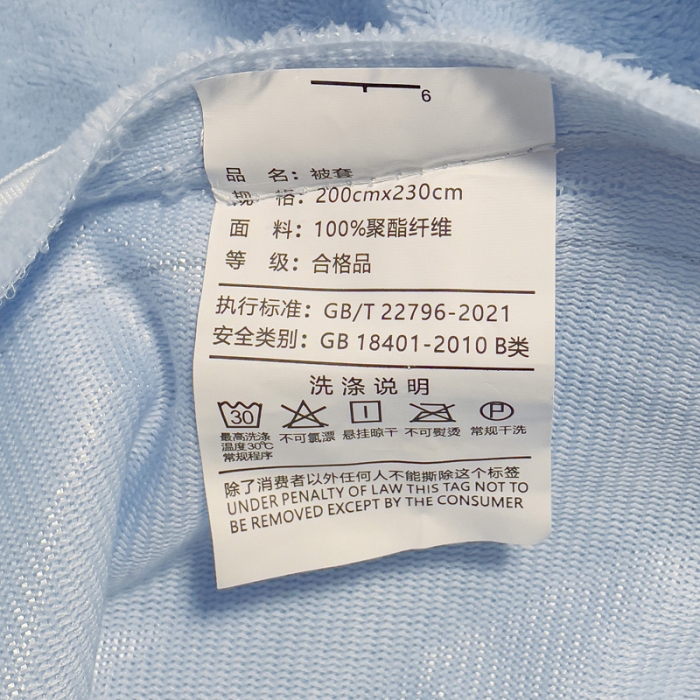 6
品 名：被套
规 格：200cmx230cm
面 料：100%聚酯纤维
等 级：合格品
执行标准：GB/T 22796-2021
安全类别：GB 18401-2010 B类
洗涤说明
30
P
最高洗涤
温度30℃
常规程序
不可氯漂
悬挂晾干
不可熨烫
常规干洗
除了消费者以外任何人不能撕除这个标签
UNDER PENALTY OF LAW THIS TAG NOT TO
BE REMOVED EXCEPT BY THE CONSUMER